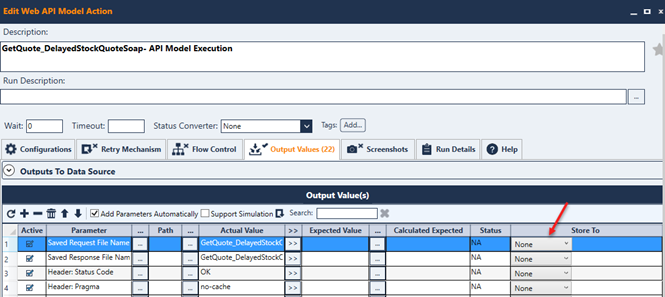 Edit Web API Model Action
Description:
GetQuote_DelayedStockQuoteSoap- API Model Execution
Run Description:
...
Wait: 0 Timeout: Status Converter: None Tags: Add...
Configurations Retry Mechanism Flow Control Output Values (22) Screenshots Run Details Help
Outputs To Data Source
Output Value(s)
Add Parameters Automatically Support Simulation Search:
Active Parameter ... Path ... Actual Value >> Expected Value ... Calculated Expected Status Store To
1 Saved Request File Name ... ... GetQuote_DelayedStockC >> ... NA None
2 Saved Response File Nam ... ... GetQuote_DelayedStockC >> ... NA None
3 Header: Status Code ... ... OK >> ... NA None
4 Header: Pragma ... ... no-cache >> ... NA None